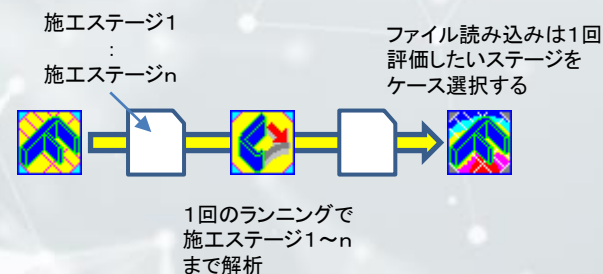 施工ステージ1
:
施工ステージn
ファイル読み込みは1回
評価したいステージを
ケース選択する
1回のランニングで
施工ステージ1～n
まで解析